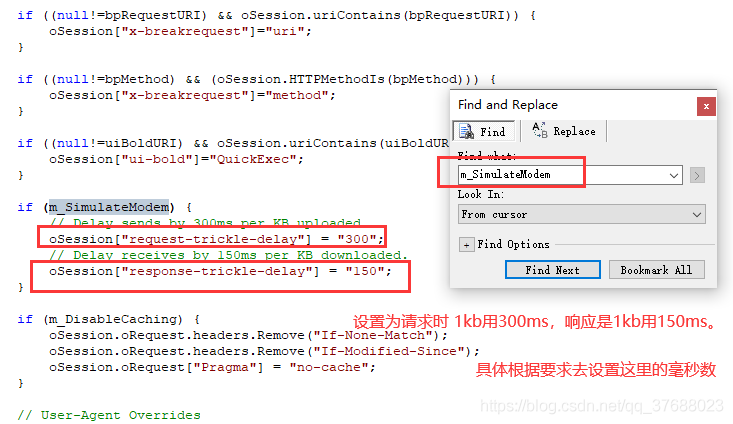 if ((null!=bpRequestURI) && oSession.uriContains(bpRequestURI)) {
oSession["x-breakrequest"]="uri";
}
if ((null!=bpMethod) && (oSession.HTTPMethodIs(bpMethod))) {
oSession["x-breakrequest"]="method";
}
if ((null!=uiBoldURI) && oSession.uriContains(uiBoldUR
oSession["ui-bold"]="QuickExec";
}
if (m_SimulateModem) {
// Delay sends by 300ms per KB uploaded
oSession["request-trickle-delay"] = "300";
// Delay receives by 150ms per KB downloaded.
oSession["response-trickle-delay"] = "150";
}
if (m_DisableCaching) {
oSession.oRequest.headers.Remove("If-None-Match");
oSession.oRequest.headers.Remove("If-Modified-Since");
oSession.oRequest["Pragma"] = "no-cache";
}
// User-Agent Overrides
Find and Replace
x
Find
Replace
Find what:
m_SimulateModem
Look In:
From cursor
+ Find Options
Find Next
Bookmark All
设置为请求时 1kb用300ms，响应是1kb用150ms。
具体根据要求去设置这里的毫秒数
https://blog.csdn.net/qq_37688023